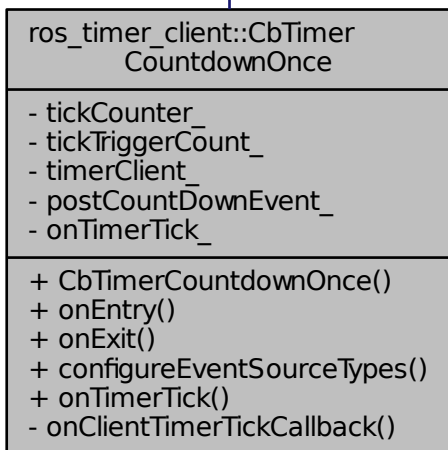 ros_timer_client::CbTimer
CountdownOnce
- tickCounter_
- tickTriggerCount_
- timerClient_
- postCountDownEvent_
- onTimerTick_
+ CbTimerCountdownOnce()
+ onEntry()
+ onExit()
+ configureEventSourceTypes()
+ onTimerTick()
- onClientTimerTickCallback()